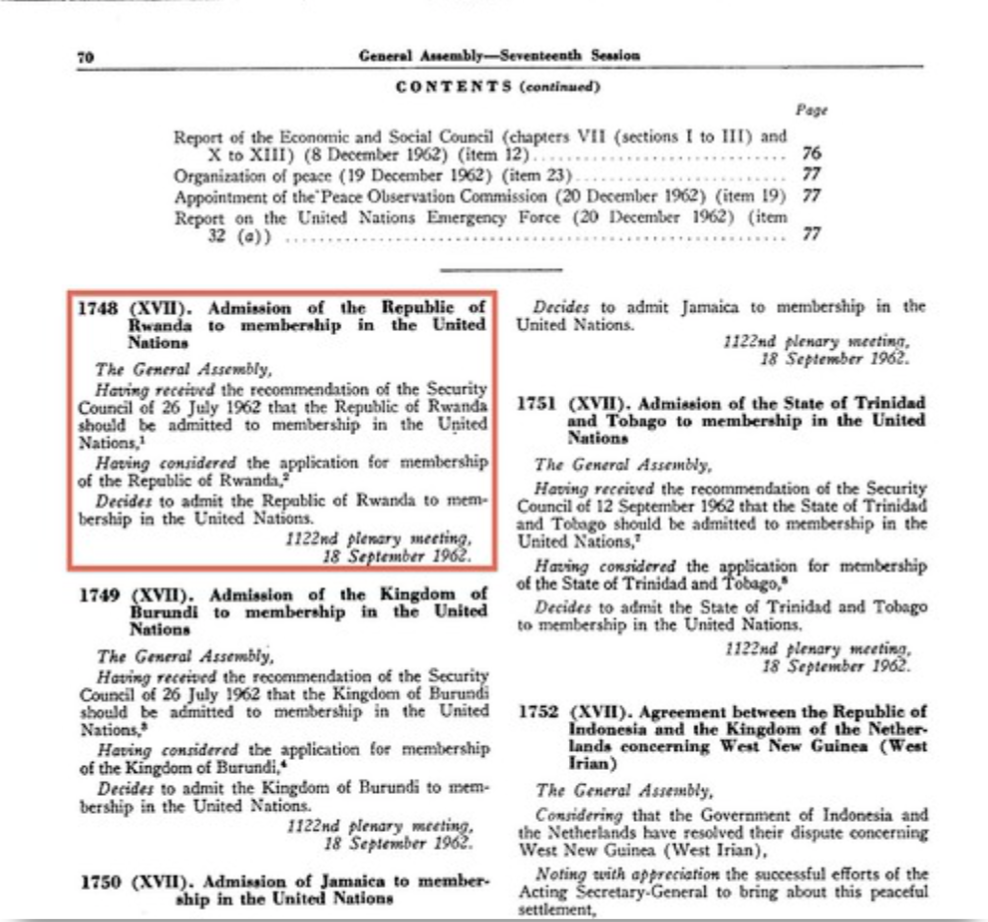 70
General Assembly—Seventeenth Session
CONTENTS (continued)
Page
Report of the Economic and Social Council (chapters VII (sections I to III) and
X to XIII) (8 December 1962) (item 12)........................ 76
Organization of peace (19 December 1962) (item 23)........................ 77
Appointment of the Peace Observation Commission (20 December 1962) (item 19) 77
Report on the United Nations Emergency Force (20 December 1962) (item
32 (a)) ........................ 77
1748 (XVII). Admission of the Republic of
Rwanda to membership in the United
Nations
The General Assembly,
Having received the recommendation of the Security
Council of 26 July 1962 that the Republic of Rwanda
should be admitted to membership in the United
Nations,¹
Having considered the application for membership
of the Republic of Rwanda,²
Decides to admit the Republic of Rwanda to mem-
bership in the United Nations.
1122nd plenary meeting,
18 September 1962.
1749 (XVII). Admission of the Kingdom of
Burundi to membership in the United
Nations
The General Assembly,
Having received the recommendation of the Security
Council of 26 July 1962 that the Kingdom of Burundi
should be admitted to membership in the United
Nations,³
Having considered the application for membership
of the Kingdom of Burundi,⁴
Decides to admit the Kingdom of Burundi to mem-
bership in the United Nations.
1122nd plenary meeting,
18 September 1962.
1750 (XVII). Admission of Jamaica to member-
ship in the United Nations
Decides to admit Jamaica to membership in the
United Nations.
1122nd plenary meeting,
18 September 1962.
1751 (XVII). Admission of the State of Trinidad
and Tobago to membership in the United
Nations
The General Assembly,
Having received the recommendation of the Security
Council of 12 September 1962 that the State of Trinidad
and Tobago should be admitted to membership in the
United Nations,⁷
Having considered the application for membership
of the State of Trinidad and Tobago,⁸
Decides to admit the State of Trinidad and Tobago
to membership in the United Nations.
1122nd plenary meeting,
18 September 1962.
1752 (XVII). Agreement between the Republic of
Indonesia and the Kingdom of the Nether-
lands concerning West New Guinea (West
Irian)
The General Assembly,
Considering that the Government of Indonesia and
the Netherlands have resolved their dispute concerning
West New Guinea (West Irian),
Noting with appreciation the successful efforts of the
Acting Secretary-General to bring about this peaceful
settlement,